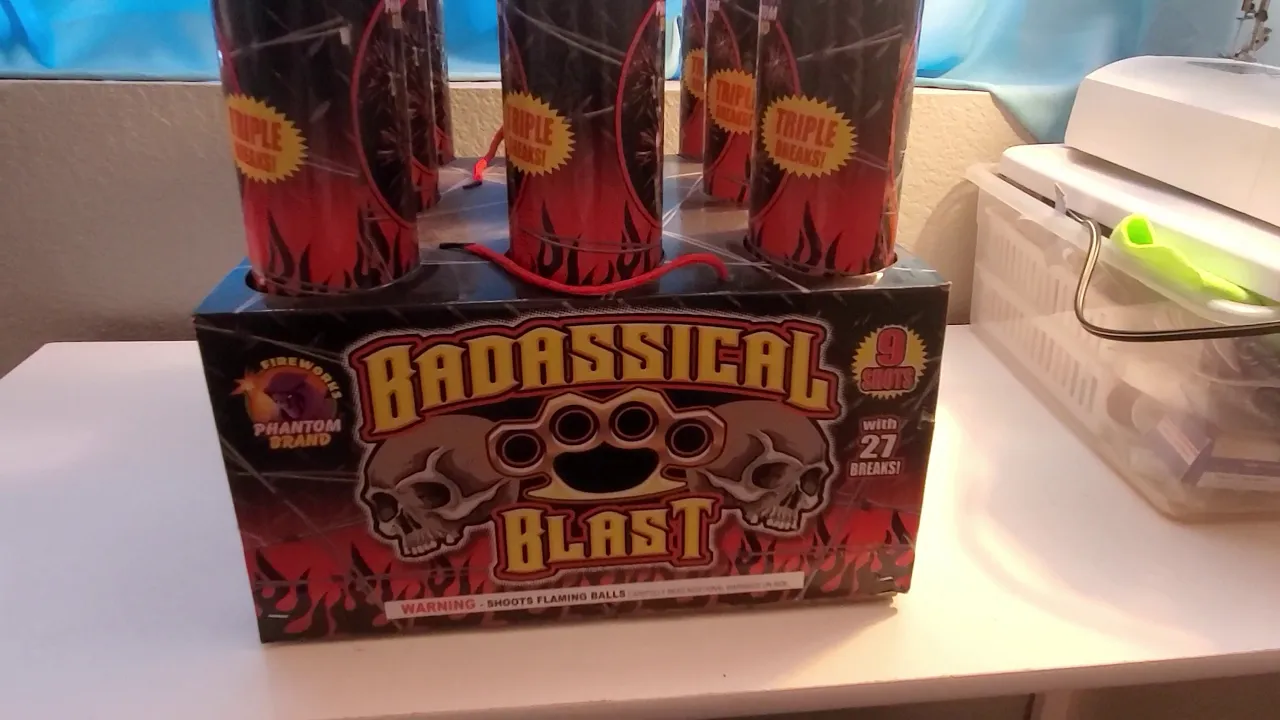 TRIPLE
BREAKS!
TRIPLE
BREAKS!
TRIPLE
BREAKS!
TRIPLE
BREAKS!
BADASSICAL
BLAST
FIREWORKS
PHANTOM
BRAND
9
SHOTS
with
27
BREAKS!
WARNING - SHOOTS FLAMING BALLS